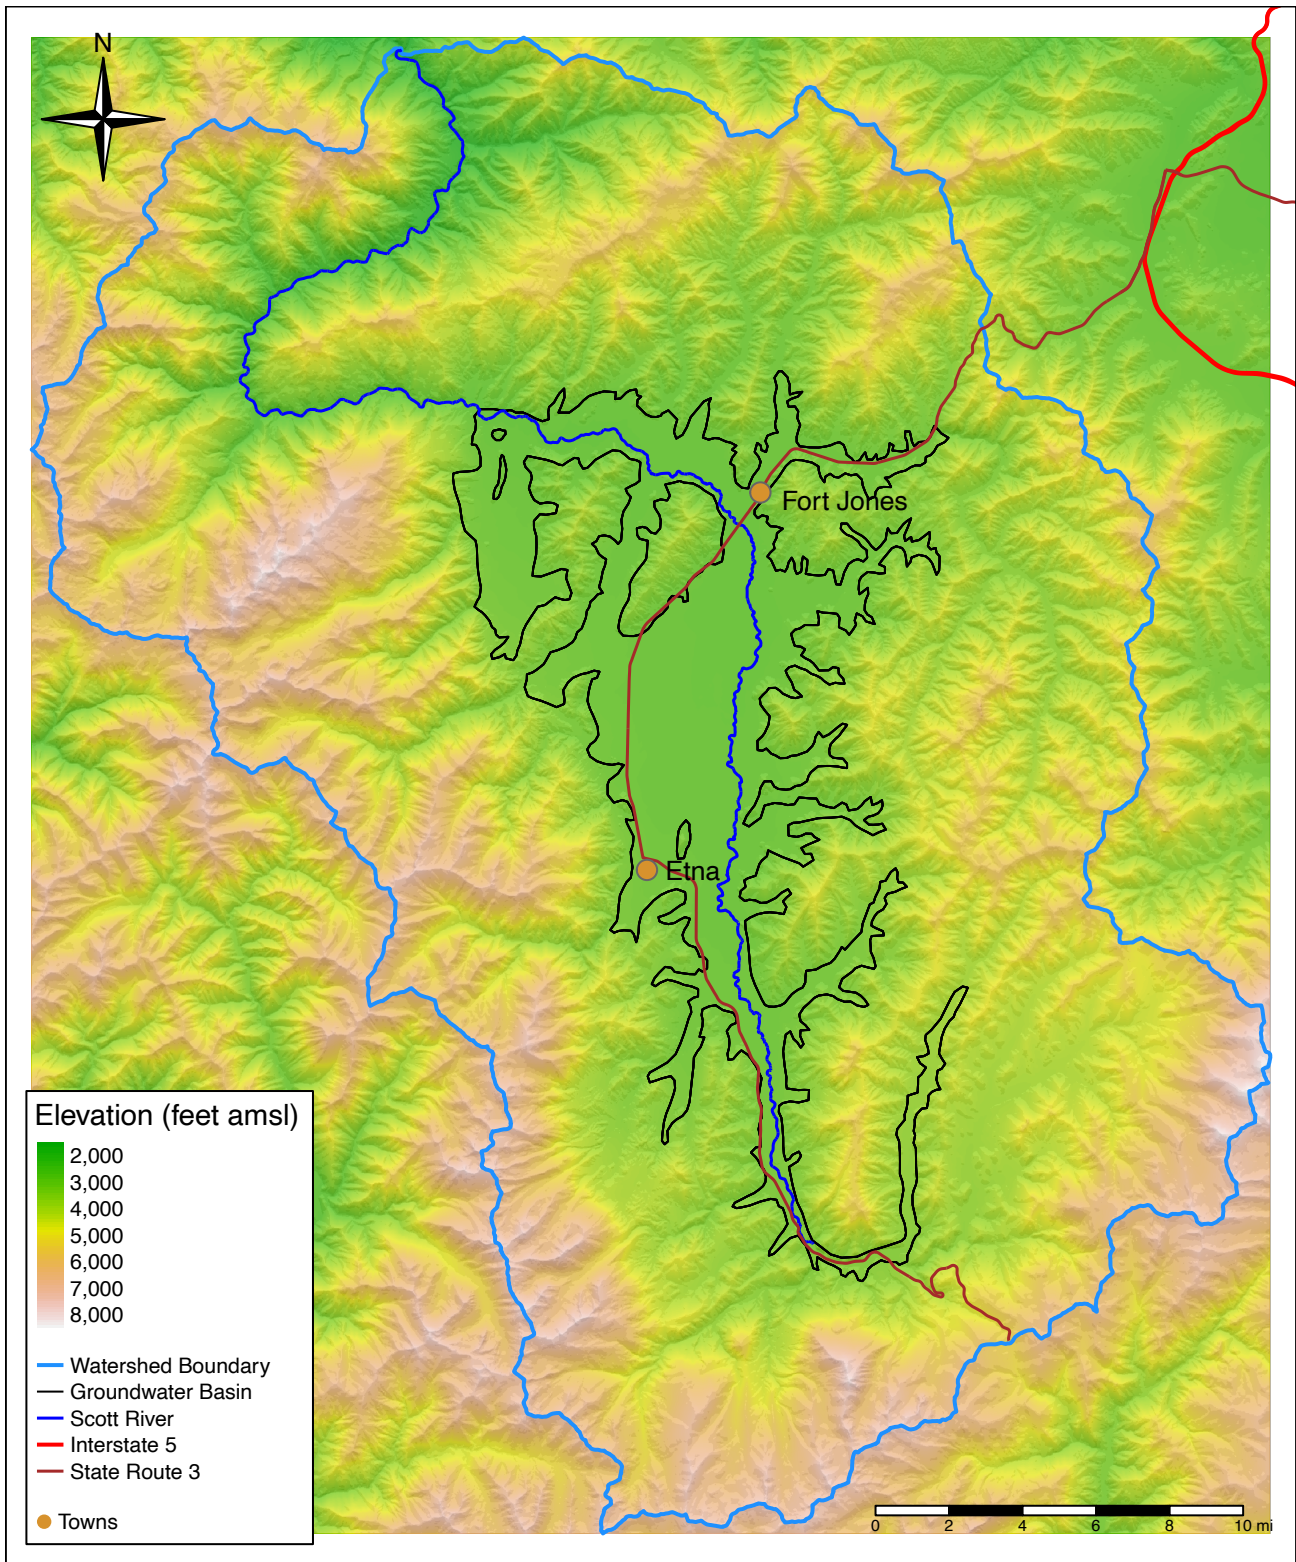 N
Fort Jones
Etna
Elevation (feet amsl)
2,000
3,000
4,000
5,000
6,000
7,000
8,000
Watershed Boundary
Groundwater Basin
Scott River
Interstate 5
State Route 3
Towns
0 2 4 6 8 10 mi